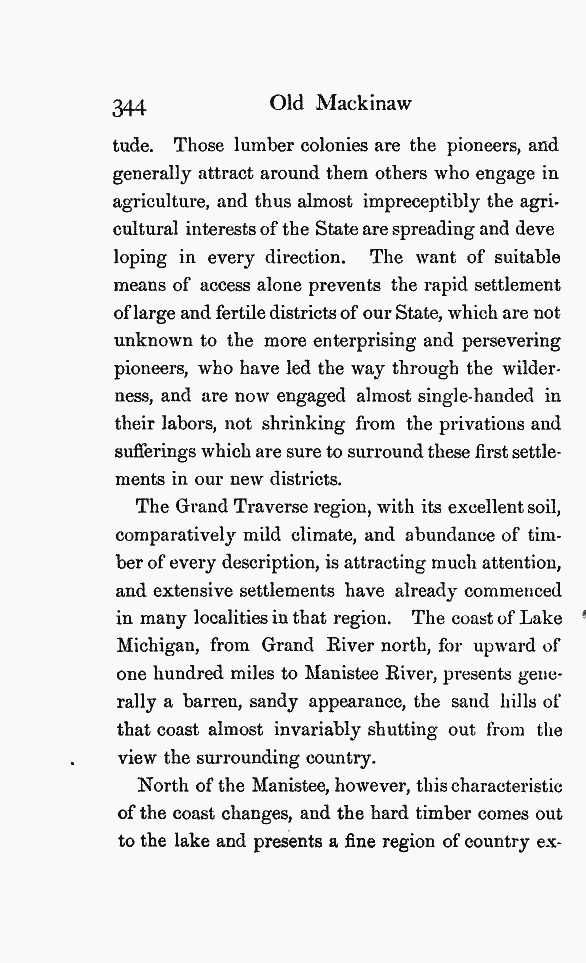 344 Old Mackinaw
tude. Those lumber colonies are the pioneers, and
generally attract around them others who engage in
agriculture, and thus almost impreceptibly the agri-
cultural interests of the State are spreading and deve
loping in every direction. The want of suitable
means of access alone prevents the rapid settlement
of large and fertile districts of our State, which are not
unknown to the more enterprising and persevering
pioneers, who have led the way through the wilder-
ness, and are now engaged almost single-handed in
their labors, not shrinking from the privations and
sufferings which are sure to surround these first settle-
ments in our new districts.
The Grand Traverse region, with its excellent soil,
comparatively mild climate, and abundance of tim-
ber of every description, is attracting much attention,
and extensive settlements have already commenced
in many localities in that region. The coast of Lake
Michigan, from Grand River north, for upward of
one hundred miles to Manistee River, presents gene-
rally a barren, sandy appearance, the sand hills of
that coast almost invariably shutting out from the
view the surrounding country.
North of the Manistee, however, this characteristic
of the coast changes, and the hard timber comes out
to the lake and presents a fine region of country ex-